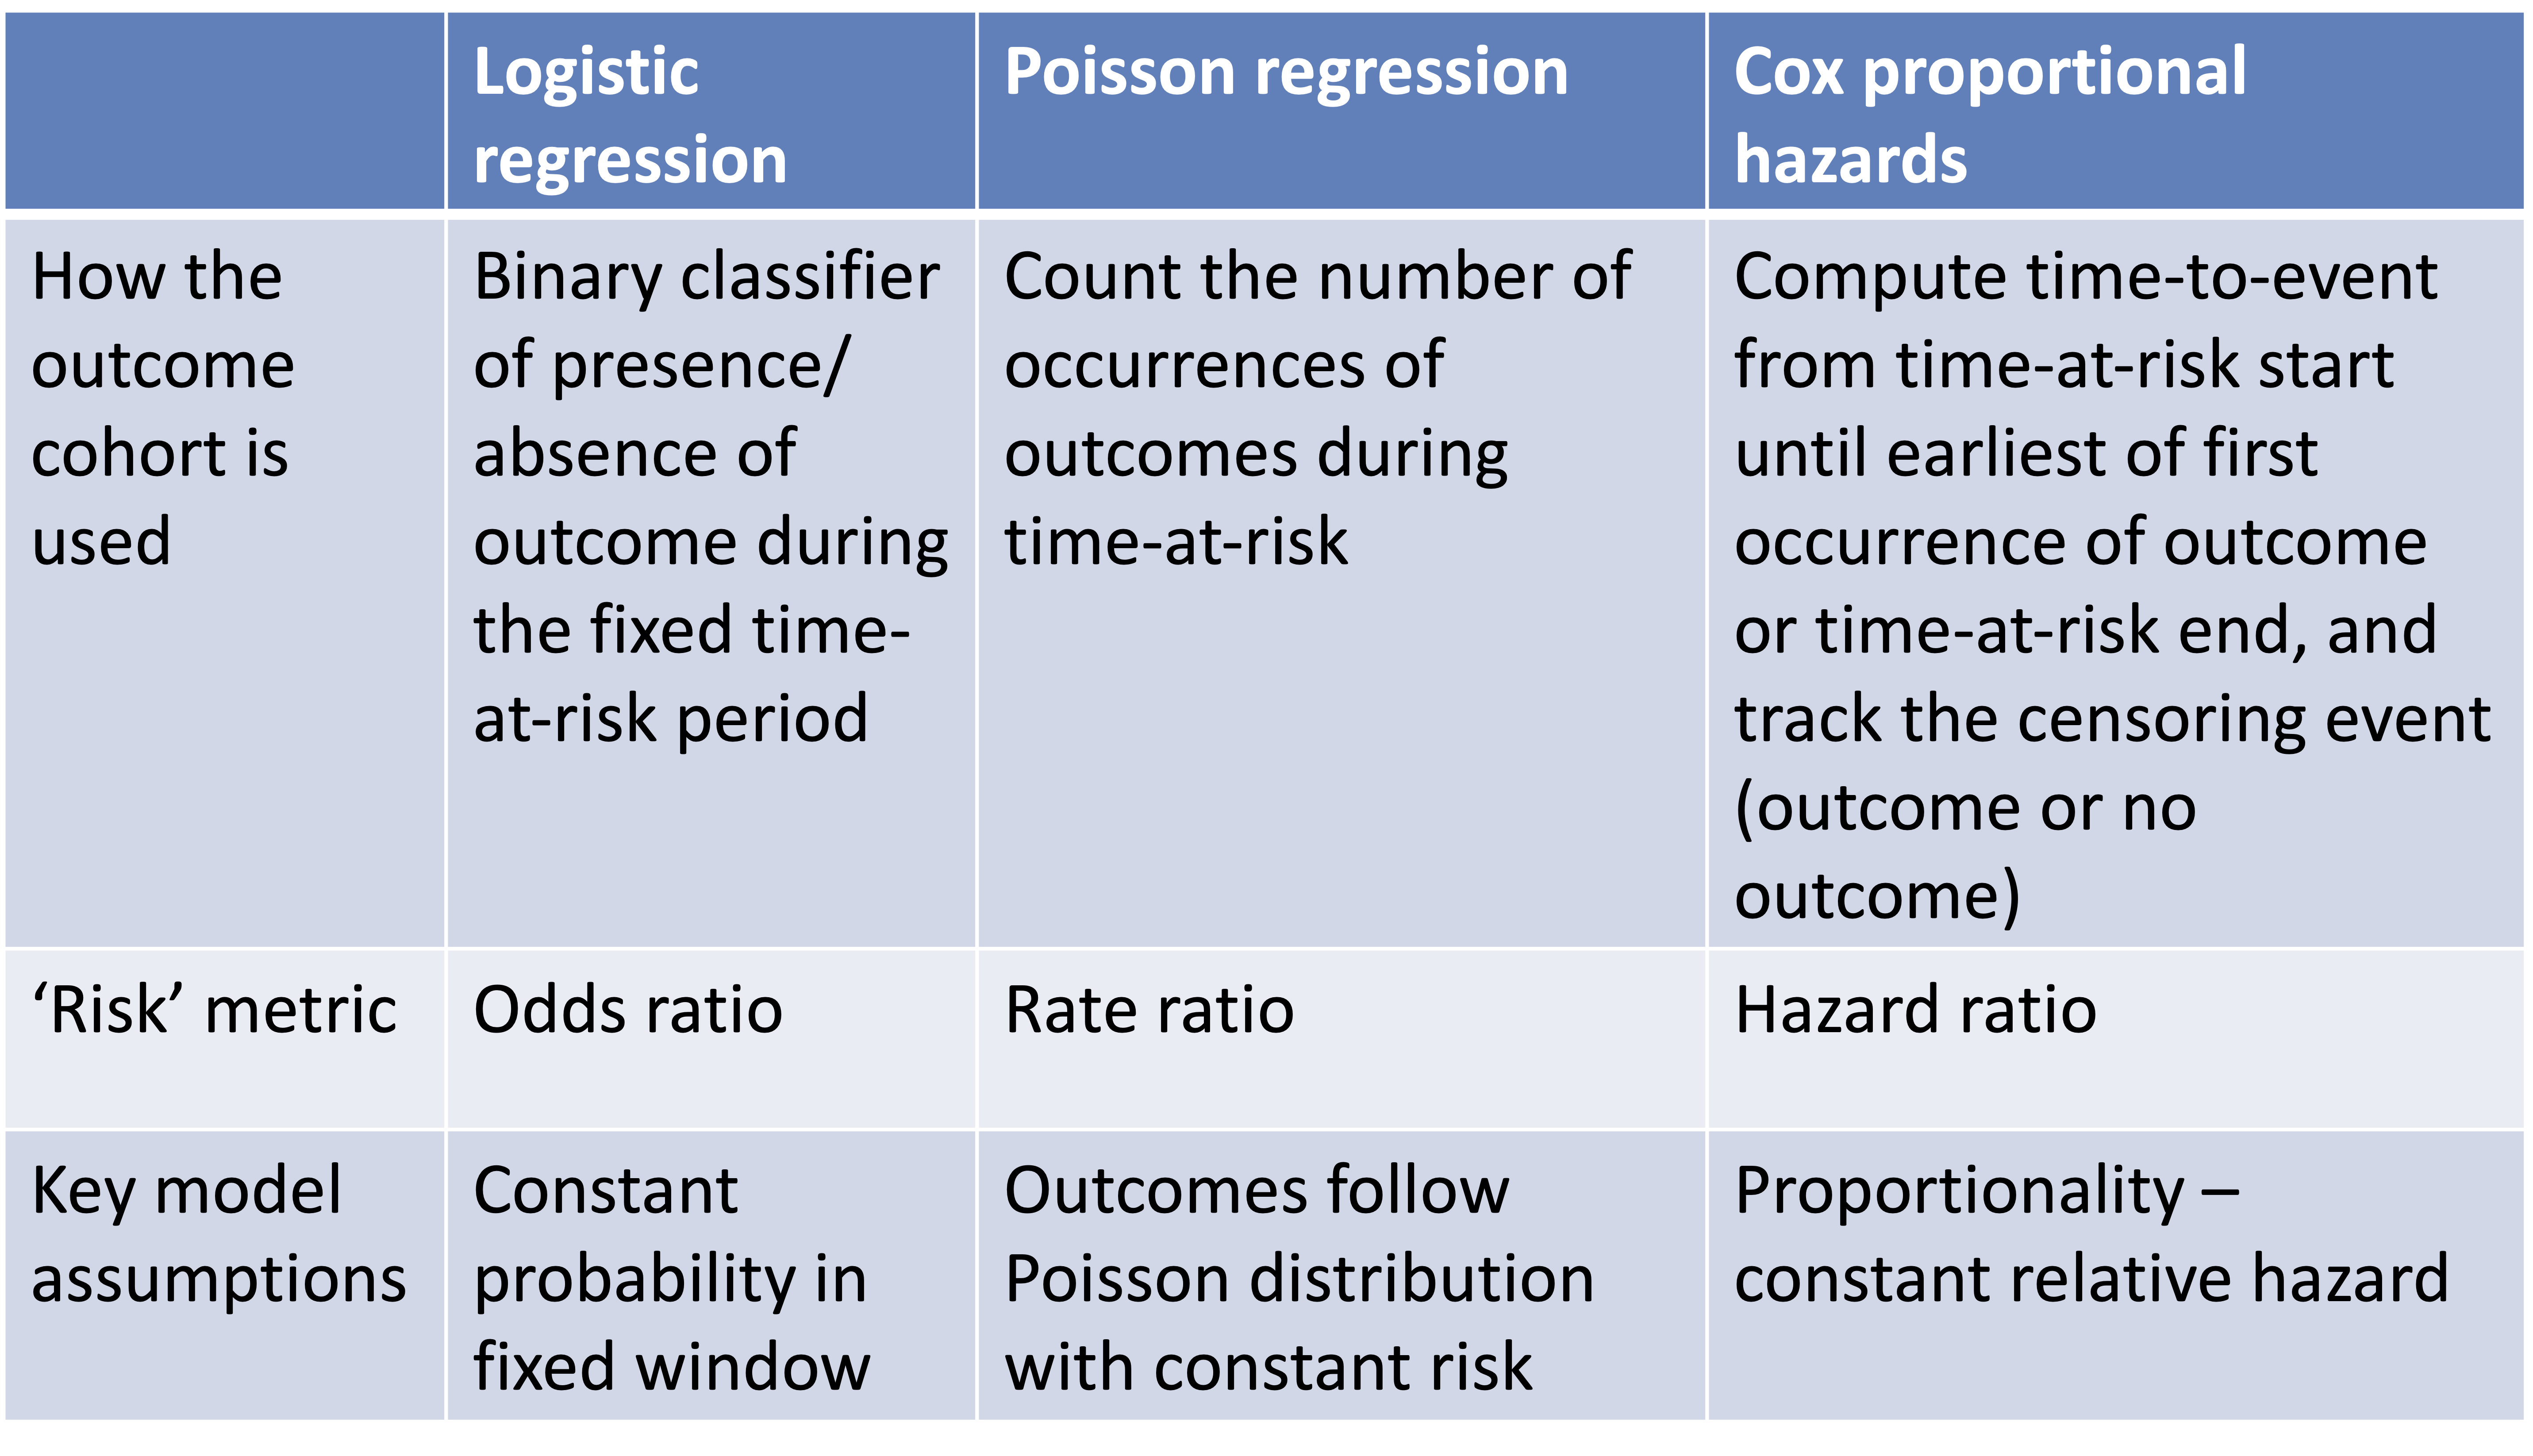 Logistic
regression
Poisson regression
Cox proportional
hazards
How the
outcome
cohort is
used
Binary classifier
of presence/
absence of
outcome during
the fixed time-
at-risk period
Count the number of
occurrences of
outcomes during
time-at-risk
Compute time-to-event
from time-at-risk start
until earliest of first
occurrence of outcome
or time-at-risk end, and
track the censoring event
(outcome or no
outcome)
‘Risk’ metric
Odds ratio
Rate ratio
Hazard ratio
Key model
assumptions
Constant
probability in
fixed window
Outcomes follow
Poisson distribution
with constant risk
Proportionality –
constant relative hazard